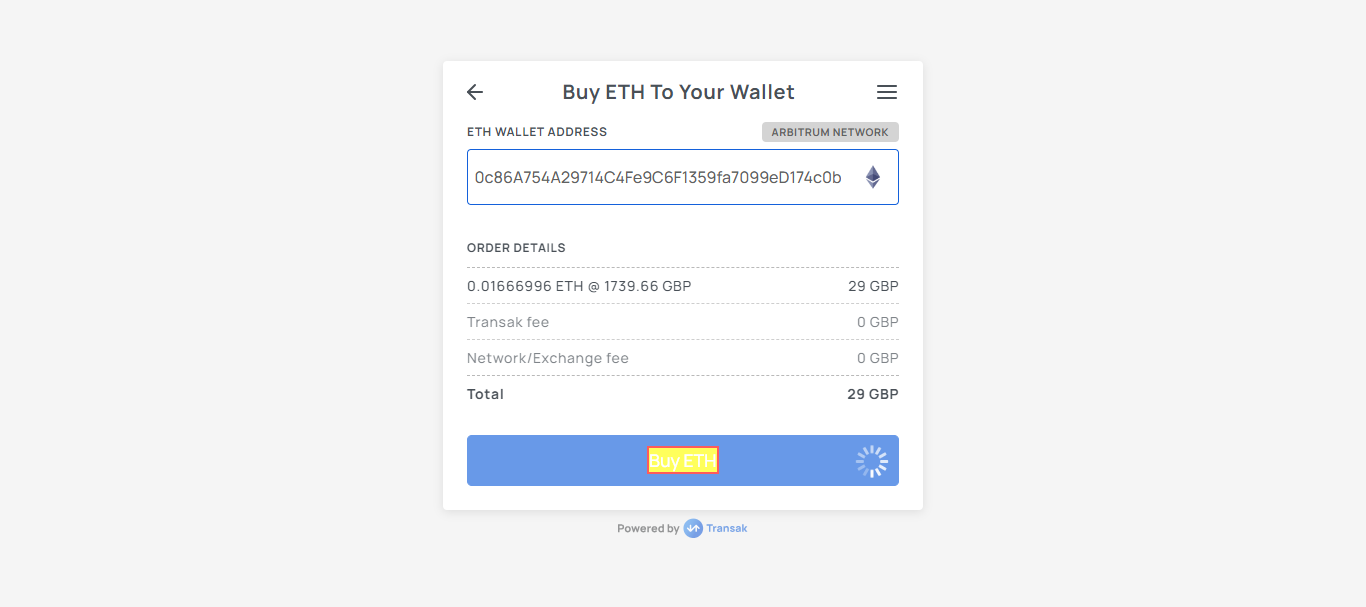 Buy ETH To Your Wallet
ETH WALLET ADDRESS
ARBITRUM NETWORK
0c86A754A29714C4Fe9C6F1359fa7099eD174c0b
ORDER DETAILS
0.01666996 ETH @ 1739.66 GBP 29 GBP
Transak fee 0 GBP
Network/Exchange fee 0 GBP
Total 29 GBP
Buy ETH
Powered by Transak